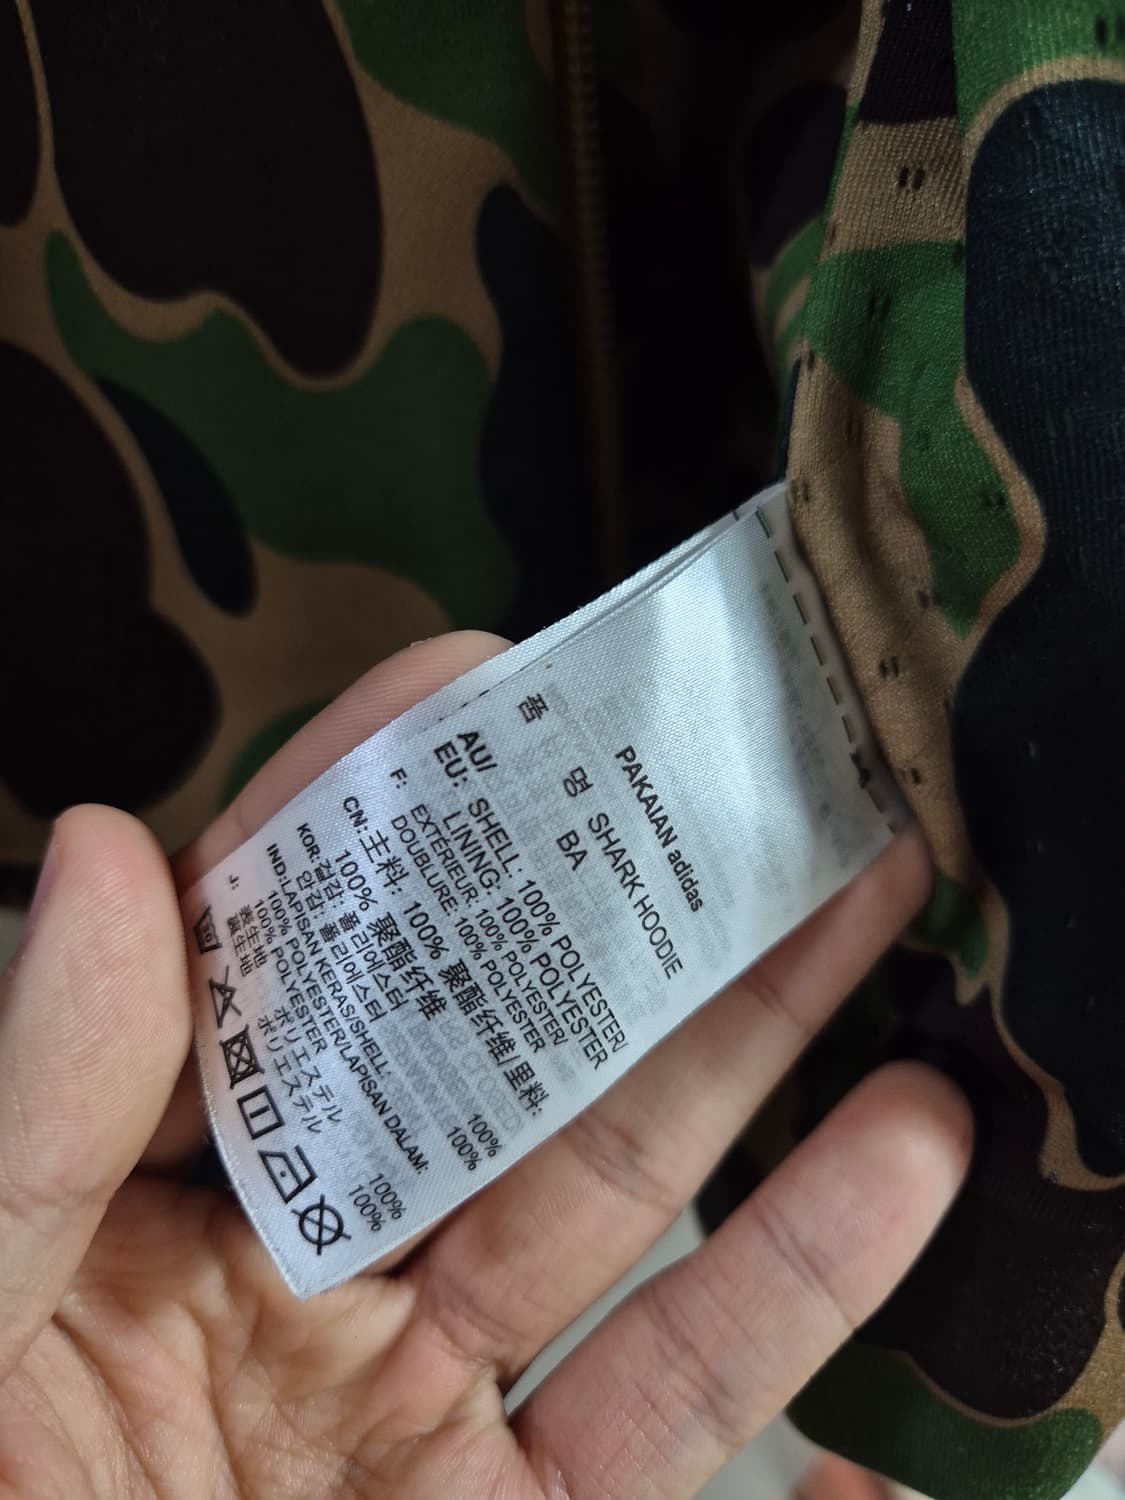 PAKAIAN adidas
품 명 SHARK HOODIE
BA
AU/
EU: SHELL: 100% POLYESTER/
LINING: 100% POLYESTER
F: EXTERIEUR: 100% POLYESTER/
DOUBLURE: 100% POLYESTER
CN: 主料: 100% 聚酯纤维/里料:
100% 聚酯纤维
KOR: 겉감: 폴리에스터 100%
안감: 폴리에스터 100%
IND:LAPISAN KERAS/SHELL:
100% POLYESTER/LAPISAN DALAM:
100% POLYESTER
J: 表生地 ポリエステル 100%
裏生地 ポリエステル 100%
30